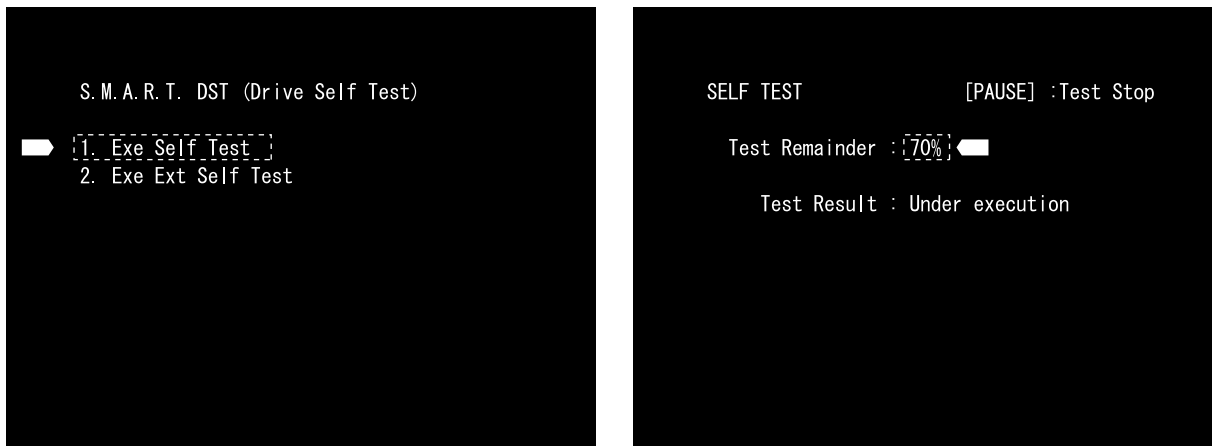 S.M.A.R.T. DST (Drive Self Test)
1. Exe Self Test
2. Exe Ext Self Test
SELF TEST [PAUSE] :Test Stop
Test Remainder : 70%
Test Result : Under execution